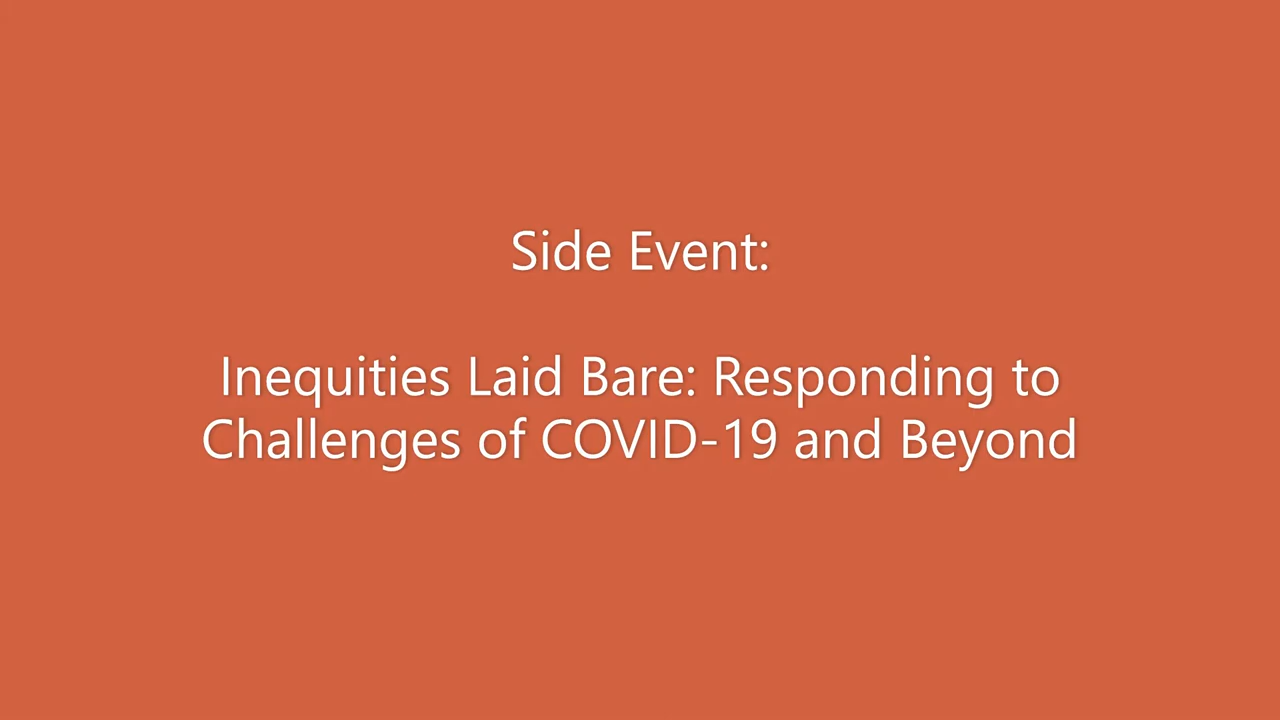 Side Event:
Inequities Laid Bare: Responding to
Challenges of COVID-19 and Beyond